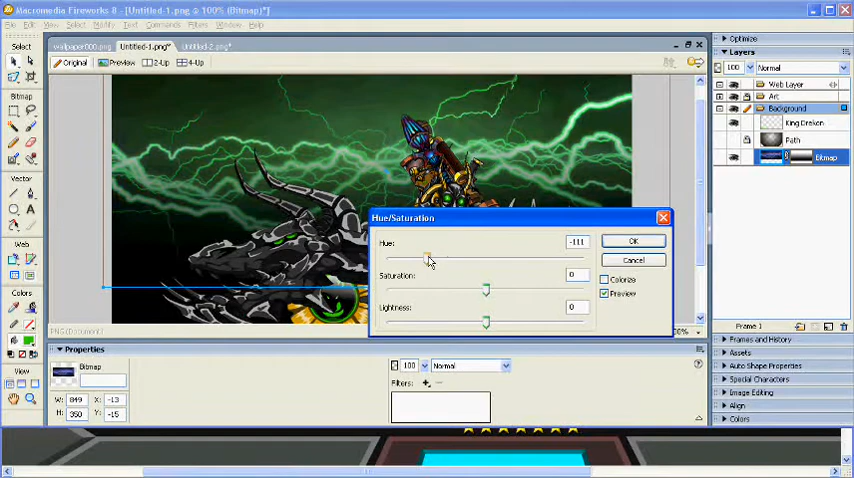 Macromedia Fireworks 8 - [Untitled-1.png @ 100% (Bitmap)*]
File Edit View Select Modify Text Commands Filters Window Help
Select
wallpaper000.png Untitled-1.png* Untitled-2.png*
Original Preview 2-Up 4-Up
Bitmap
Vector
Web
Colors
View
Hue/Saturation
Hue: -111
OK
Cancel
Saturation: 0
Colorize
Preview
Lightness: 0
PNG (Document)
Properties
Bitmap
100 Normal
Filters:
W: 849 X: -13
H: 350 Y: -15
Optimize
Layers
100 Normal
Web Layer
Art
Background
King Drekon
Path
Bitmap
Frame 1
Frames and History
Assets
Auto Shape Properties
Special Characters
Image Editing
Align
Colors